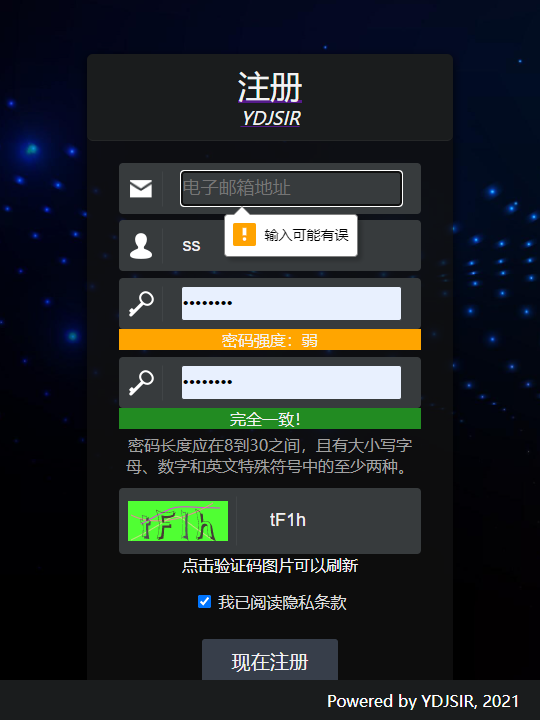 注册
YDJSIR
电子邮箱地址
输入可能有误
ss
••••••••
密码强度：弱
••••••••
完全一致！
密码长度应在8到30之间，且有大小写字
母、数字和英文特殊符号中的至少两种。
tF1h
tF1h
点击验证码图片可以刷新
我已阅读隐私条款
现在注册
Powered by YDJSIR, 2021